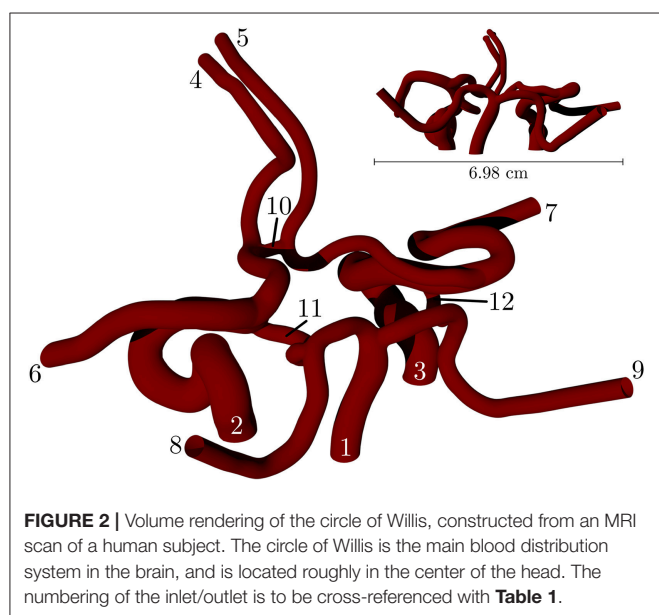 5
4
6.98 cm
10
7
11
12
6
3
9
2
8
1
FIGURE 2 | Volume rendering of the circle of Willis, constructed from an MRI
scan of a human subject. The circle of Willis is the main blood distribution
system in the brain, and is located roughly in the center of the head. The
numbering of the inlet/outlet is to be cross-referenced with Table 1.